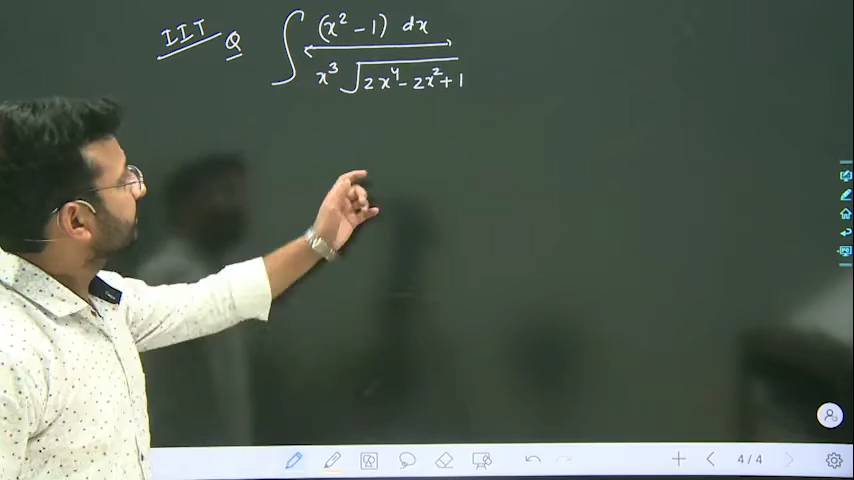 IIT Q ∫ (x² - 1) dx
x³ √2x⁴ - 2x² + 1
4 / 4